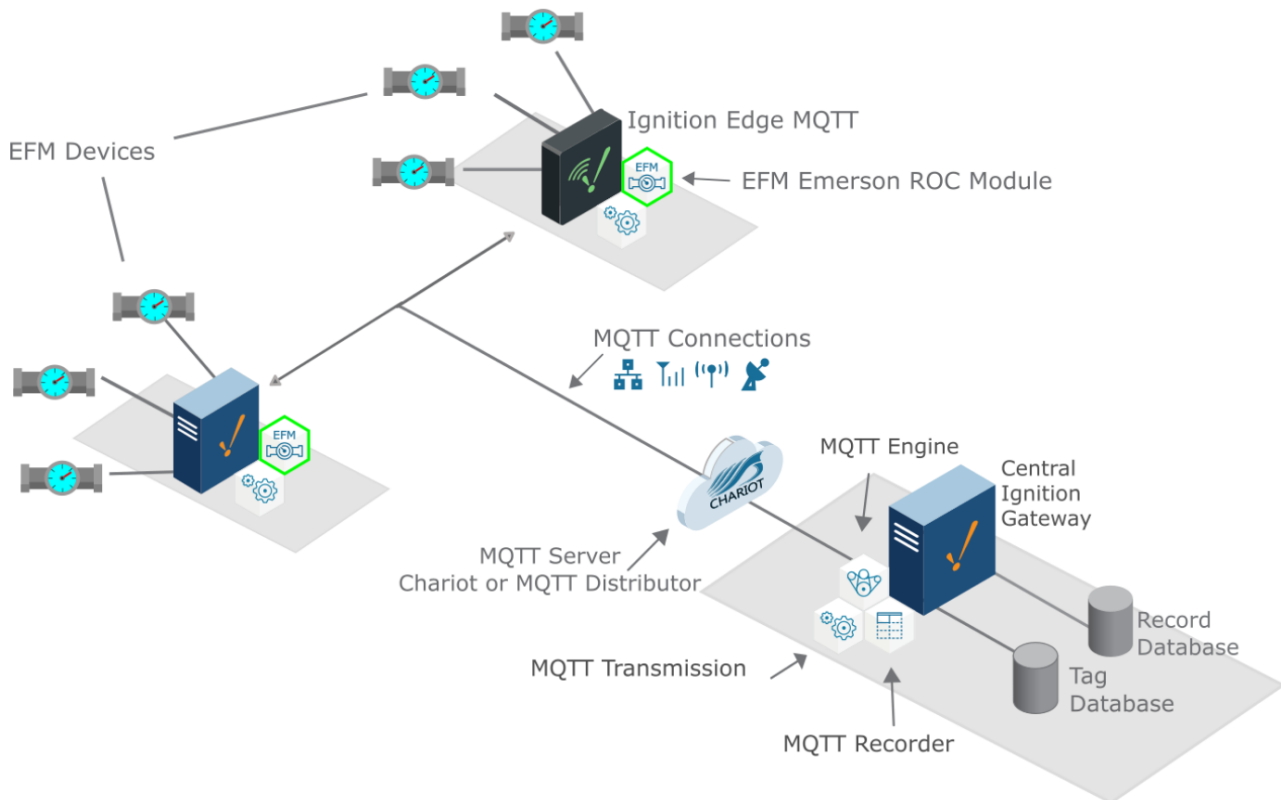 EFM Devices
Ignition Edge MQTT
EFM
EFM Emerson ROC Module
MQTT Connections
EFM
CHARIOT
MQTT Engine
Central
Ignition
Gateway
MQTT Server
Chariot or MQTT Distributor
MQTT Transmission
MQTT Recorder
Record
Database
Tag
Database